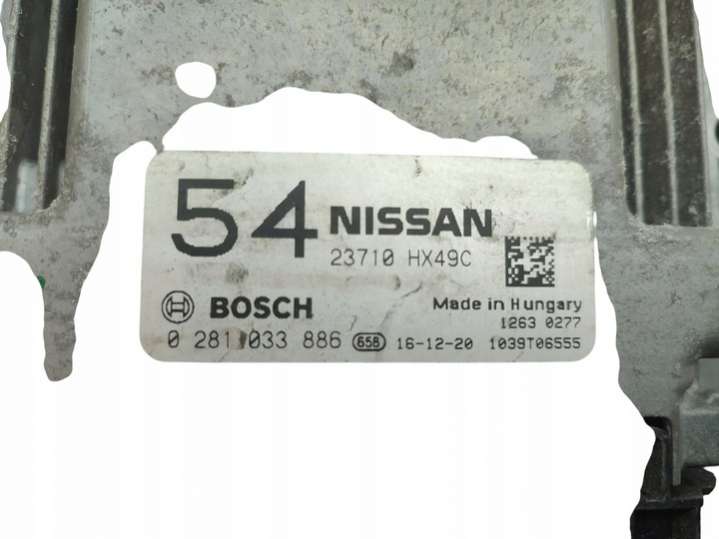 54 NISSAN
23710 HX49C
BOSCH
Made in Hungary
1263 0277
0 281 033 886 658 16-12-20 1039T06555